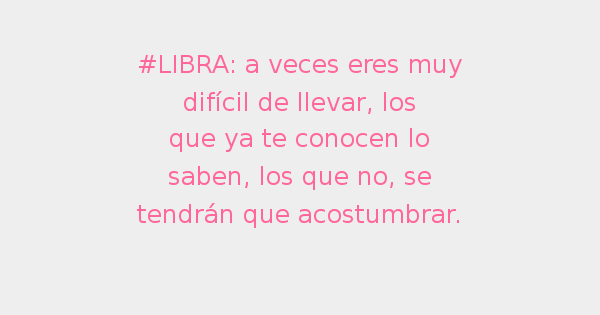 #LIBRA: a veces eres muy
difícil de llevar, los
que ya te conocen lo
saben, los que no, se
tendrán que acostumbrar.